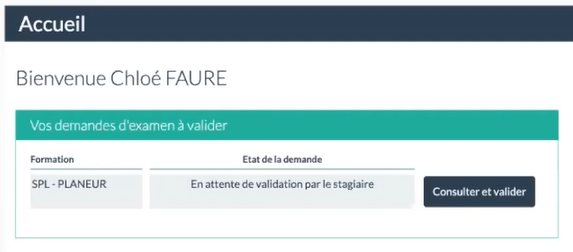 Accueil
Bienvenue Chloé FAURE
Vos demandes d'examen à valider
Formation Etat de la demande
SPL - PLANEUR En attente de validation par le stagiaire Consulter et valider